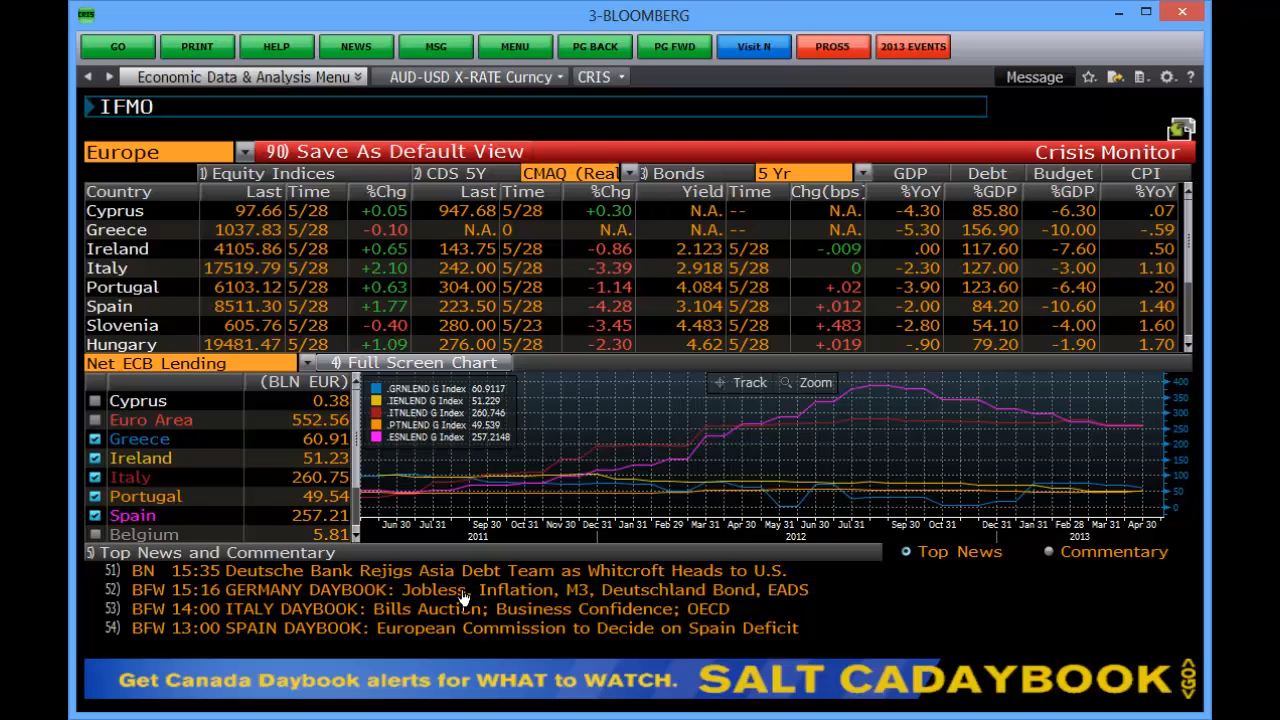 3-BLOOMBERG
GO PRINT HELP NEWS MSG MENU PG BACK PG FWD Visit N PROS5 2013 EVENTS
Economic Data & Analysis Menu AUD-USD X-RATE Curncy CRIS Message ?
IFMO
Europe 90) Save As Default View Crisis Monitor
1) Equity Indices 2) CDS 5Y CMAQ (Real 3) Bonds 5 Yr GDP Debt Budget CPI
Country Last Time %Chg Last Time %Chg Yield Time Chg(bps) %YoY %GDP %GDP %YoY
Cyprus 97.66 5/28 +0.05 947.68 5/28 +0.30 N.A. -- N.A. -4.30 85.80 -6.30 .07
Greece 1037.83 5/28 -0.10 N.A. 0 N.A. N.A. -- N.A. -5.30 156.90 -10.00 -.59
Ireland 4105.86 5/28 +0.65 143.75 5/28 -0.86 2.123 5/28 -.009 .00 117.60 -7.60 .50
Italy 17519.79 5/28 +2.10 242.00 5/28 -3.39 2.918 5/28 0 -2.30 127.00 -3.00 1.10
Portugal 6103.12 5/28 +0.63 304.00 5/28 -1.14 4.084 5/28 +.02 -3.90 123.60 -6.40 .20
Spain 8511.30 5/28 +1.77 223.50 5/28 -4.28 3.104 5/28 +.012 -2.00 84.20 -10.60 1.40
Slovenia 605.76 5/28 -0.40 280.00 5/23 -3.45 4.483 5/28 +.483 -2.80 54.10 -4.00 1.60
Hungary 19481.47 5/28 +1.09 276.00 5/28 -2.30 4.62 5/28 +.019 -.90 79.20 -1.90 1.70
Net ECB Lending 4) Full Screen Chart
(BLN EUR)
Cyprus 0.38
Euro Area 552.56
Greece 60.91
Ireland 51.23
Italy 260.75
Portugal 49.54
Spain 257.21
Belgium 5.81
.GRNLEND G Index 60.9117
.IENLEND G Index 51.229
.ITNLEND G Index 260.746
.PTNLEND G Index 49.539
.ESNLEND G Index 257.2148
Track Zoom
400
350
300
250
200
150
100
50
0
Jun 30 Jul 31 Sep 30 Oct 31 Nov 30 Dec 31 Jan 31 Feb 29 Mar 31 Apr 30 May 31 Jun 30 Jul 31 Sep 30 Oct 31 Dec 31 Jan 31 Feb 28 Mar 31 Apr 30
2011 2012 2013
5) Top News and Commentary Top News Commentary
51) BN 15:35 Deutsche Bank Rejigs Asia Debt Team as Whitcroft Heads to U.S.
52) BFW 15:16 GERMANY DAYBOOK: Jobless, Inflation, M3, Deutschland Bond, EADS
53) BFW 14:00 ITALY DAYBOOK: Bills Auction; Business Confidence; OECD
54) BFW 13:00 SPAIN DAYBOOK: European Commission to Decide on Spain Deficit
Get Canada Daybook alerts for WHAT to WATCH. SALT CADAYBOOK <GO>